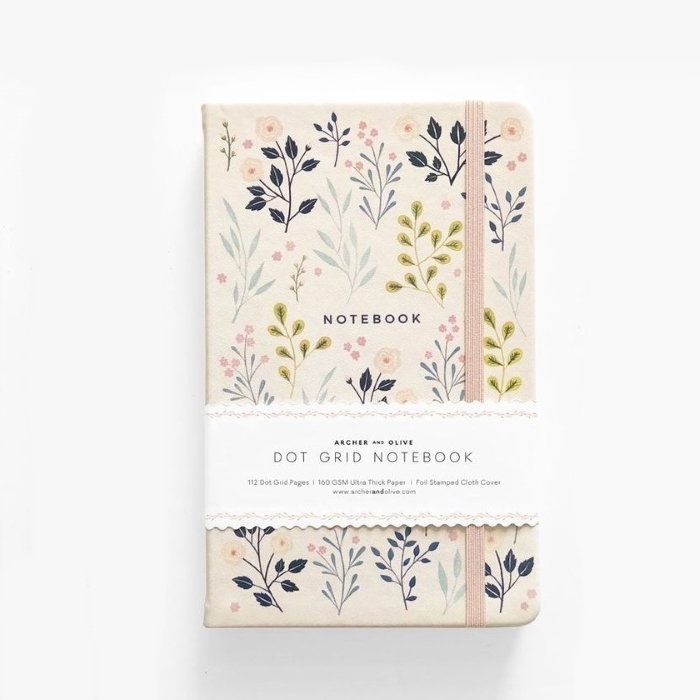 NOTEBOOK
ARCHER AND OLIVE
DOT GRID NOTEBOOK
112 Dot Grid Pages | 160 GSM Ultra Thick Paper | Foil Stamped Cloth Cover
www.archerandolive.com